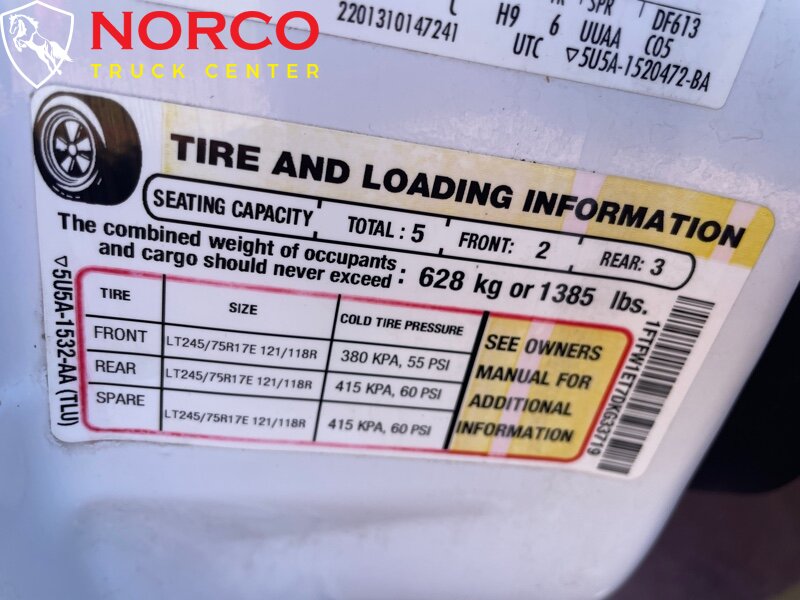 NORCO
TRUCK CENTER
2201310147241
H9 6 SPR DF613
UUAA C05
UTC ▽5U5A-1520472-BA
TIRE AND LOADING INFORMATION
SEATING CAPACITY TOTAL : 5 FRONT: 2 REAR: 3
The combined weight of occupants
and cargo should never exceed : 628 kg or 1385 lbs.
TIRE SIZE COLD TIRE PRESSURE
FRONT LT245/75R17E 121/118R 380 KPA, 55 PSI
REAR LT245/75R17E 121/118R 415 KPA, 60 PSI
SPARE LT245/75R17E 121/118R 415 KPA, 60 PSI
SEE OWNERS
MANUAL FOR
ADDITIONAL
INFORMATION
▽5U5A-1532-AA (TLU)
1FTFW1ET7DKG33719